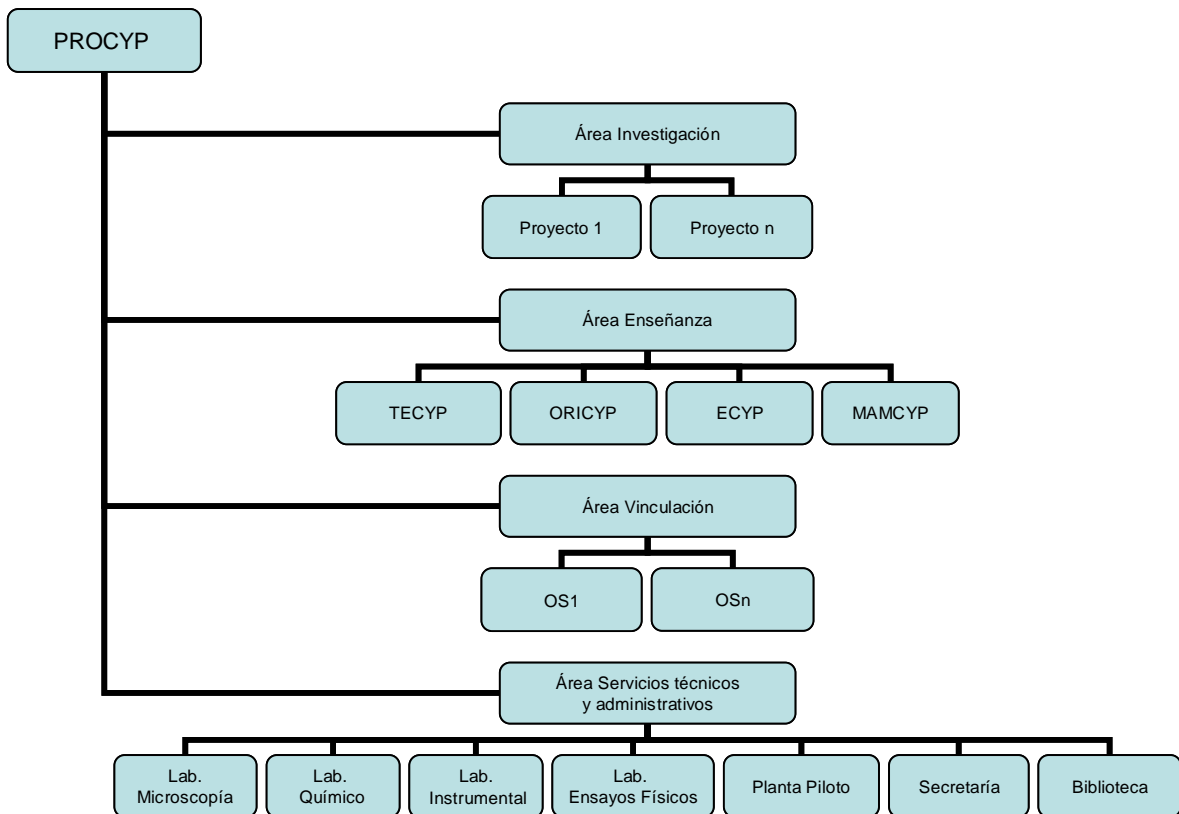 PROCYP
Área Investigación
Proyecto 1
Proyecto n
Área Enseñanza
TECYP
ORICYP
ECYP
MAMCYP
Área Vinculación
OS1
OSn
Área Servicios técnicos
y administrativos
Lab.
Microscopía
Lab.
Químico
Lab.
Instrumental
Lab.
Ensayos Físicos
Planta Piloto
Secretaría
Biblioteca